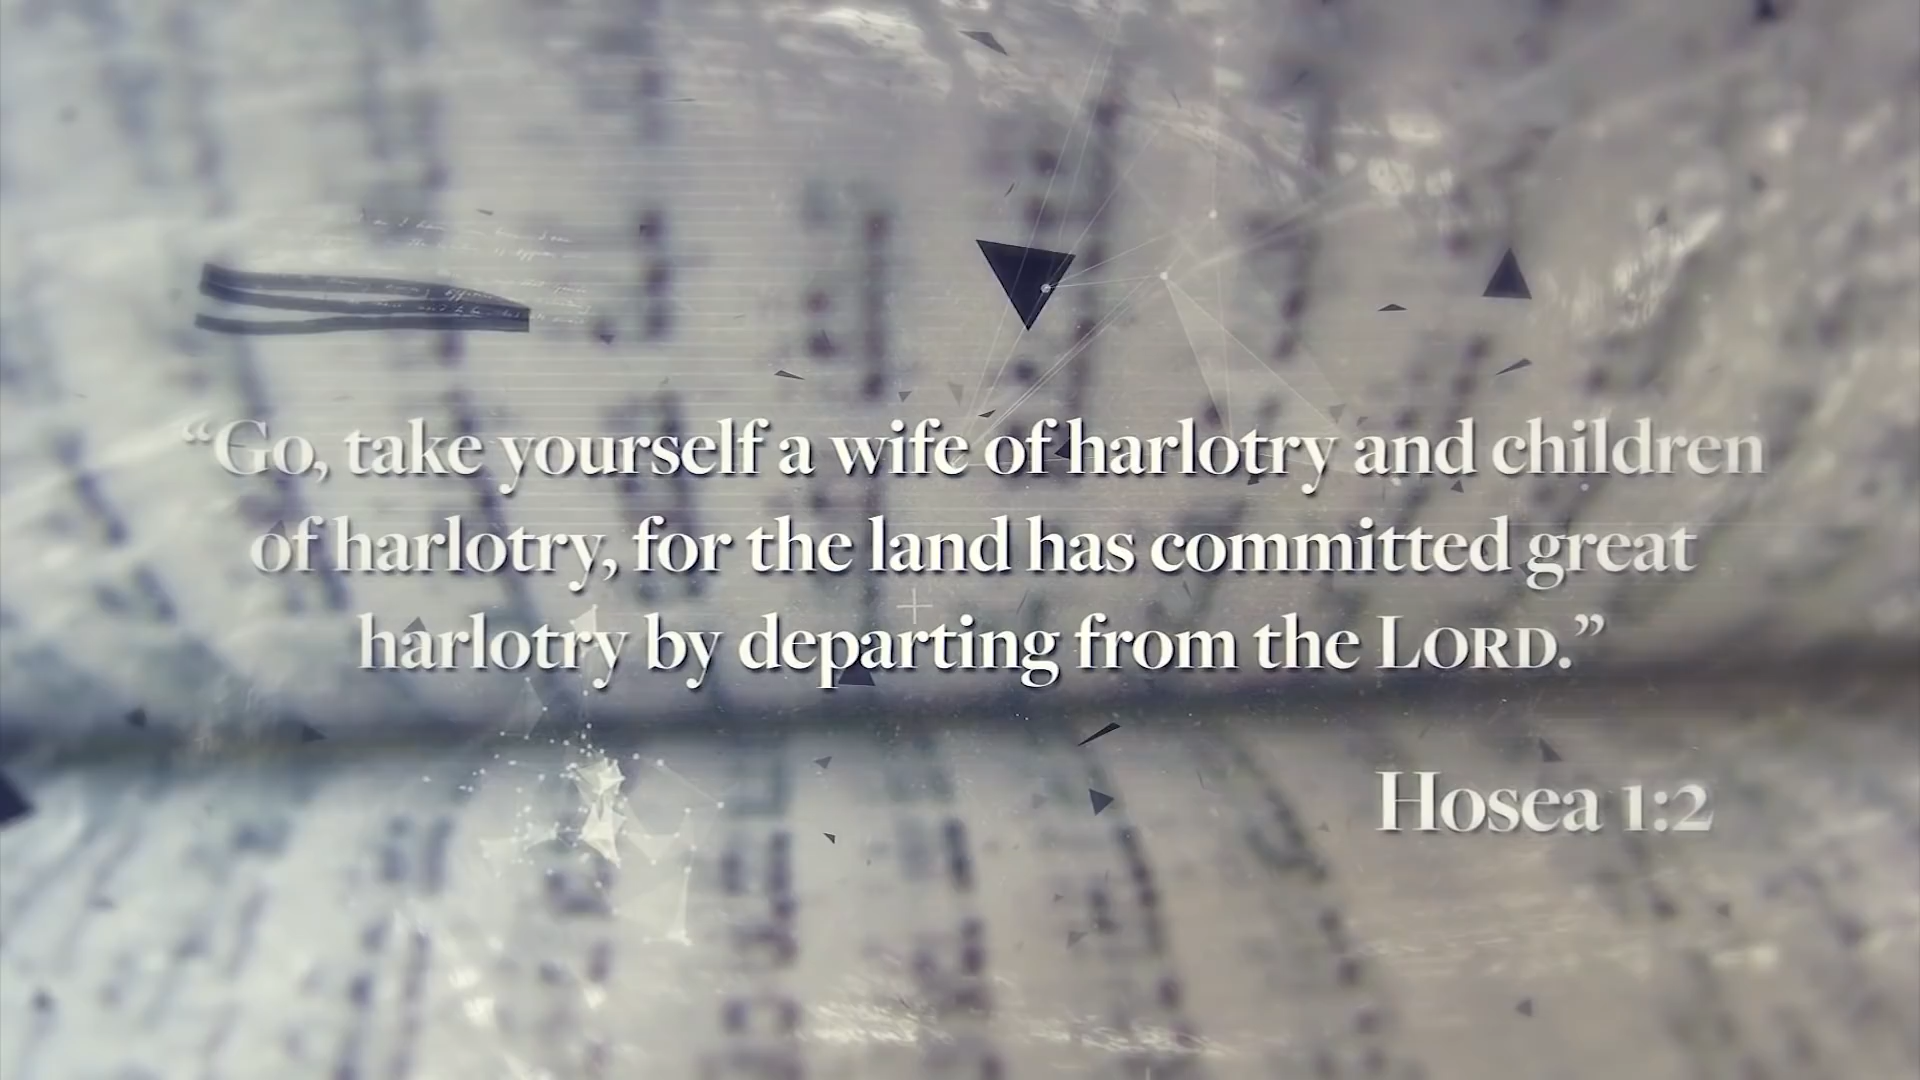 “Go, take yourself a wife of harlotry and children
of harlotry, for the land has committed great
harlotry by departing from the LORD.”
Hosea 1:2